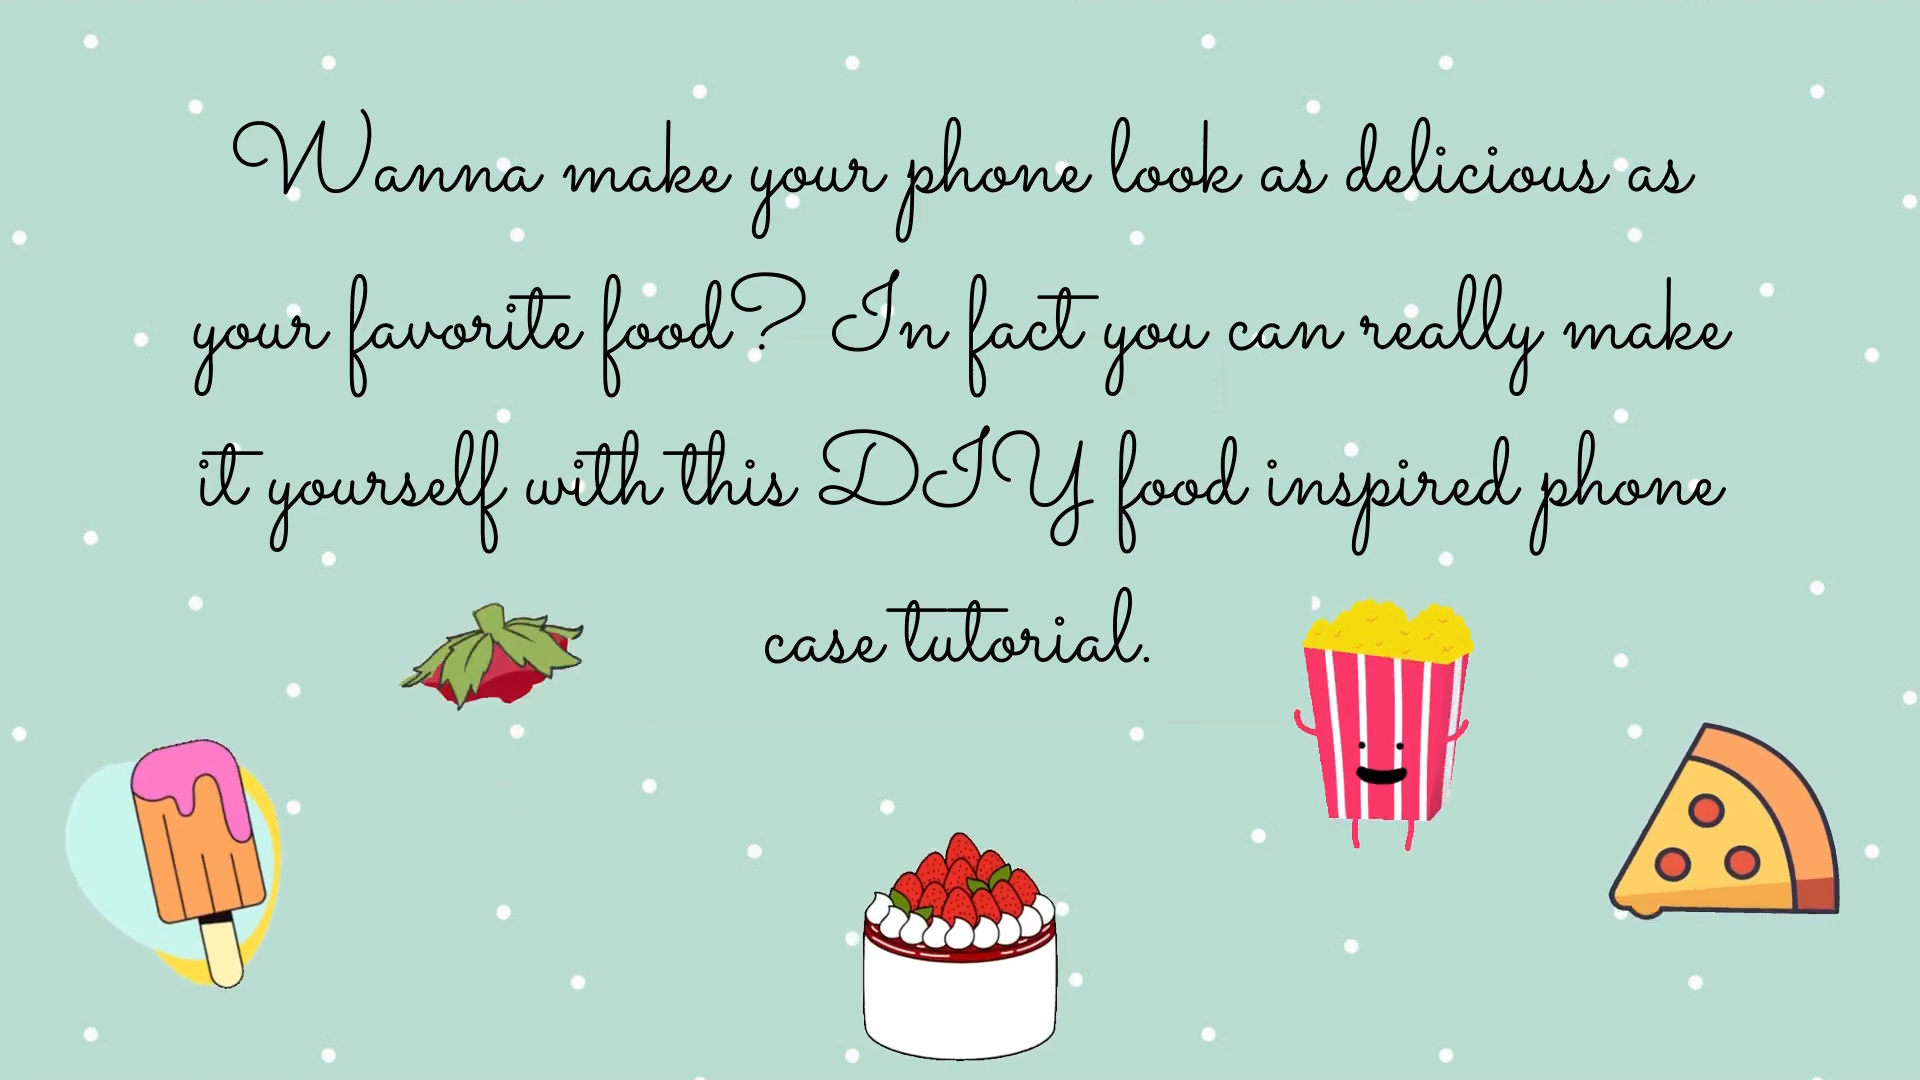 Wanna make your phone look as delicious as
your favorite food? In fact you can really make
it yourself with this DIY food inspired phone
case tutorial.